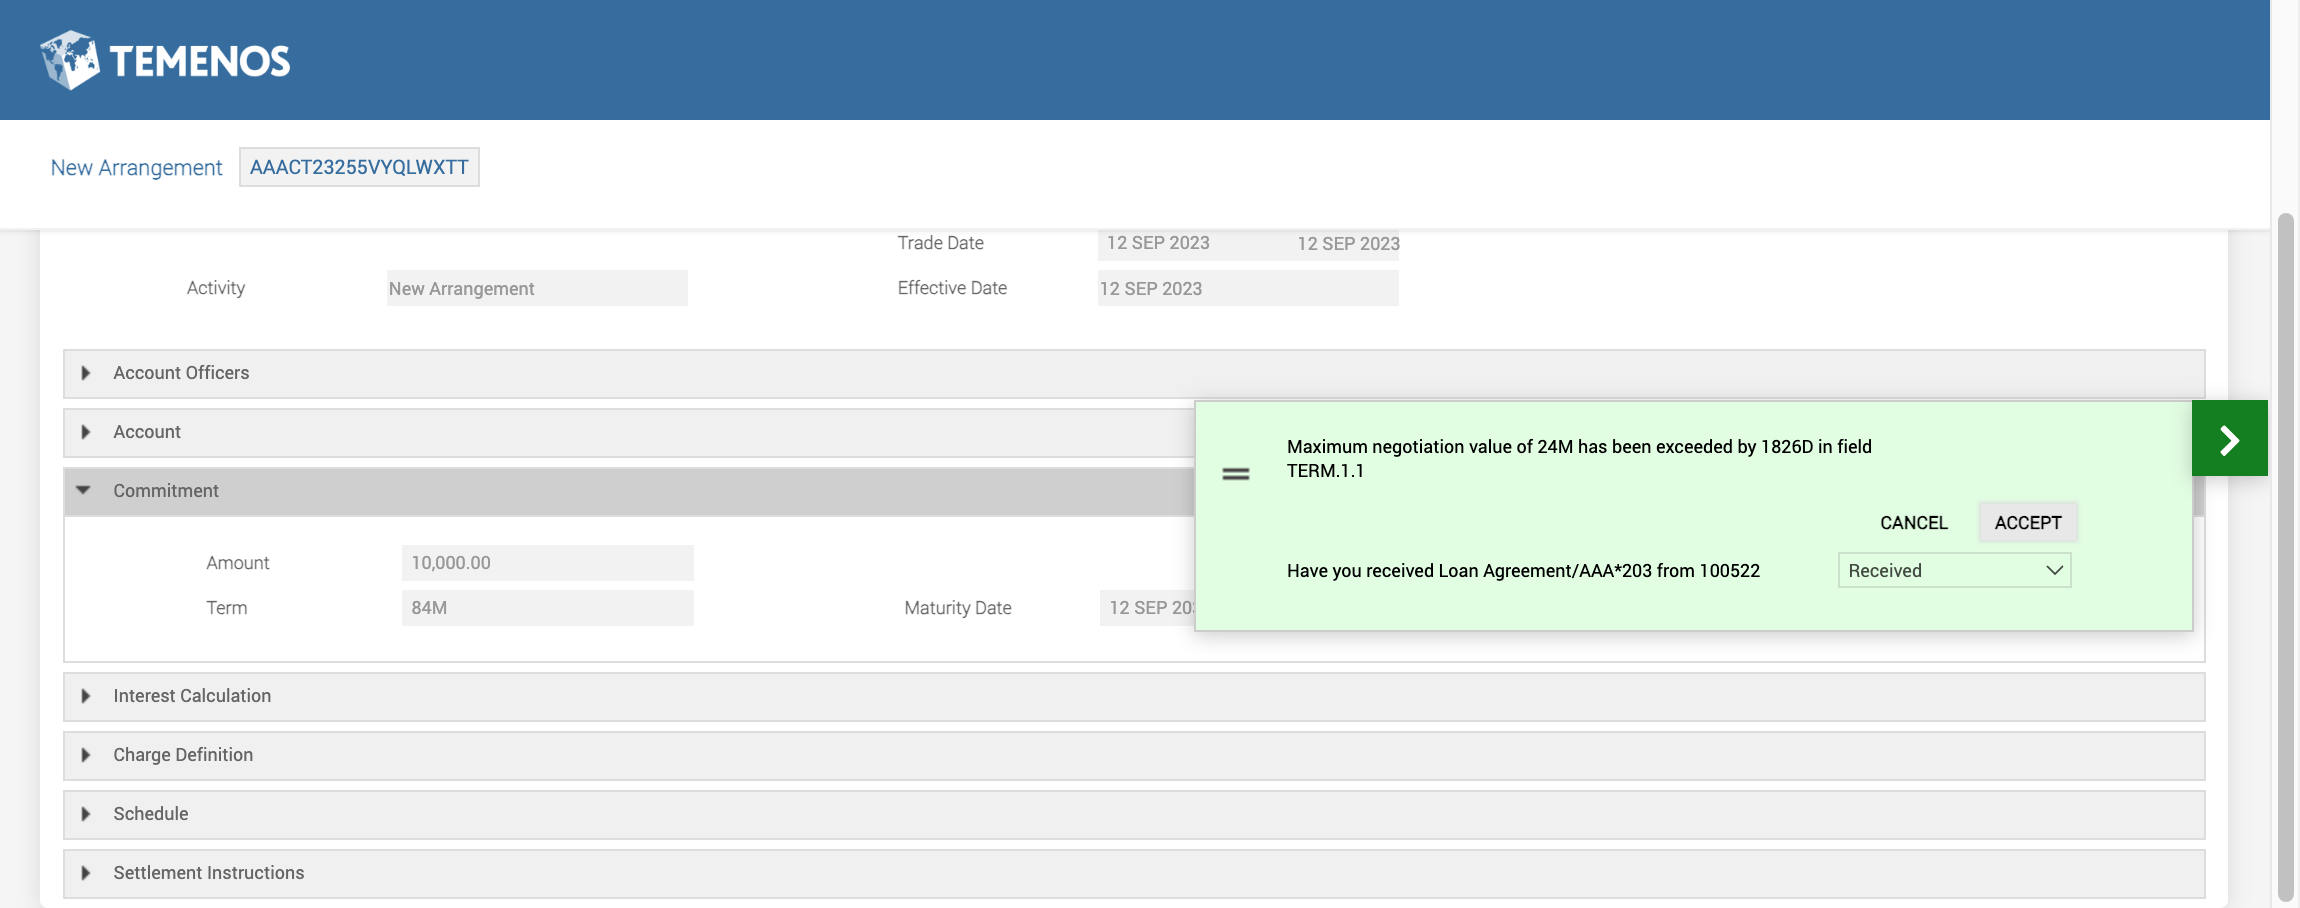 TEMENOS
New Arrangement AAACT23255VYQLWXTT
Trade Date 12 SEP 2023 12 SEP 2023
Activity New Arrangement Effective Date 12 SEP 2023
Account Officers
Account
Maximum negotiation value of 24M has been exceeded by 1826D in field
TERM.1.1
Commitment
CANCEL ACCEPT
Amount 10,000.00
Have you received Loan Agreement/AAA*203 from 100522 Received
Term 84M Maturity Date 12 SEP
Interest Calculation
Charge Definition
Schedule
Settlement Instructions